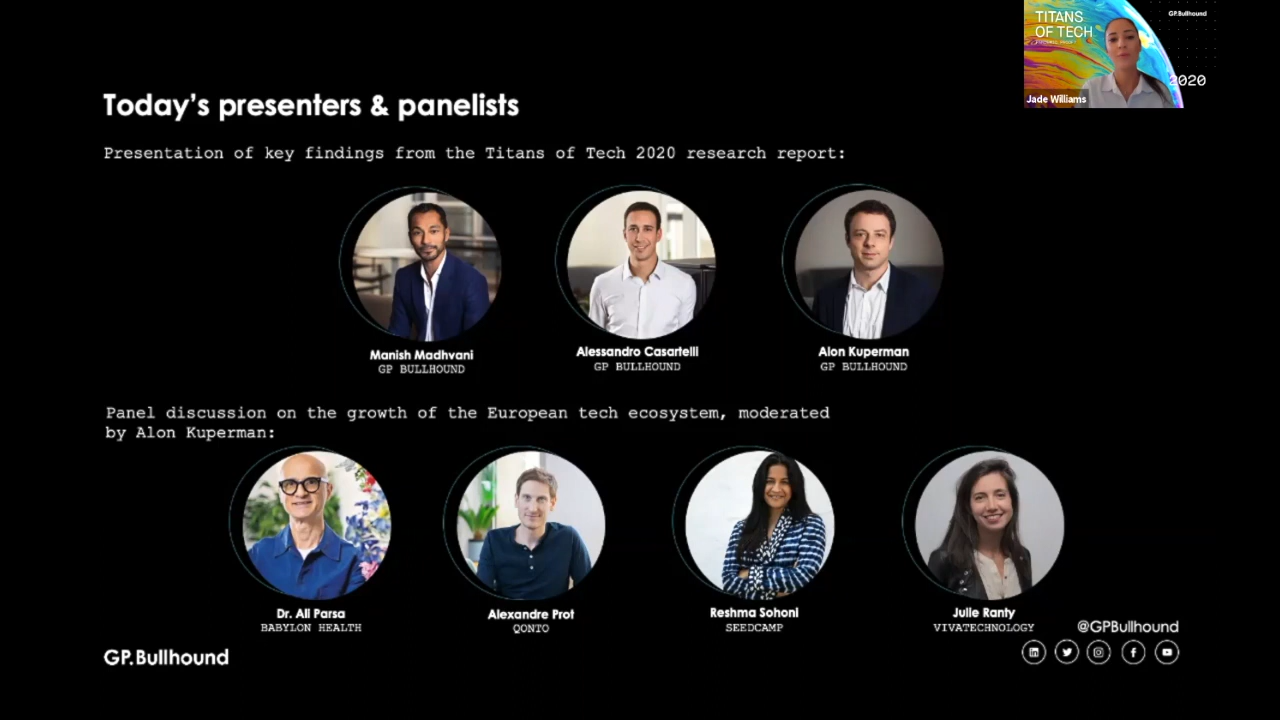 TITANS
OF TECH
GP.Bullhound
2020
Jade Williams
Today's presenters & panelists
Presentation of key findings from the Titans of Tech 2020 research report:
Manish Madhvani
GP BULLHOUND
Alessandro Casartelli
GP BULLHOUND
Alon Kuperman
GP BULLHOUND
Panel discussion on the growth of the European tech ecosystem, moderated
by Alon Kuperman:
Dr. Ali Parsa
BABYLON HEALTH
Alexandre Prot
QONTO
Reshma Sohoni
SEEDCAMP
Julie Ranty
VIVATECHNOLOGY
@GPBullhound
GP.Bullhound